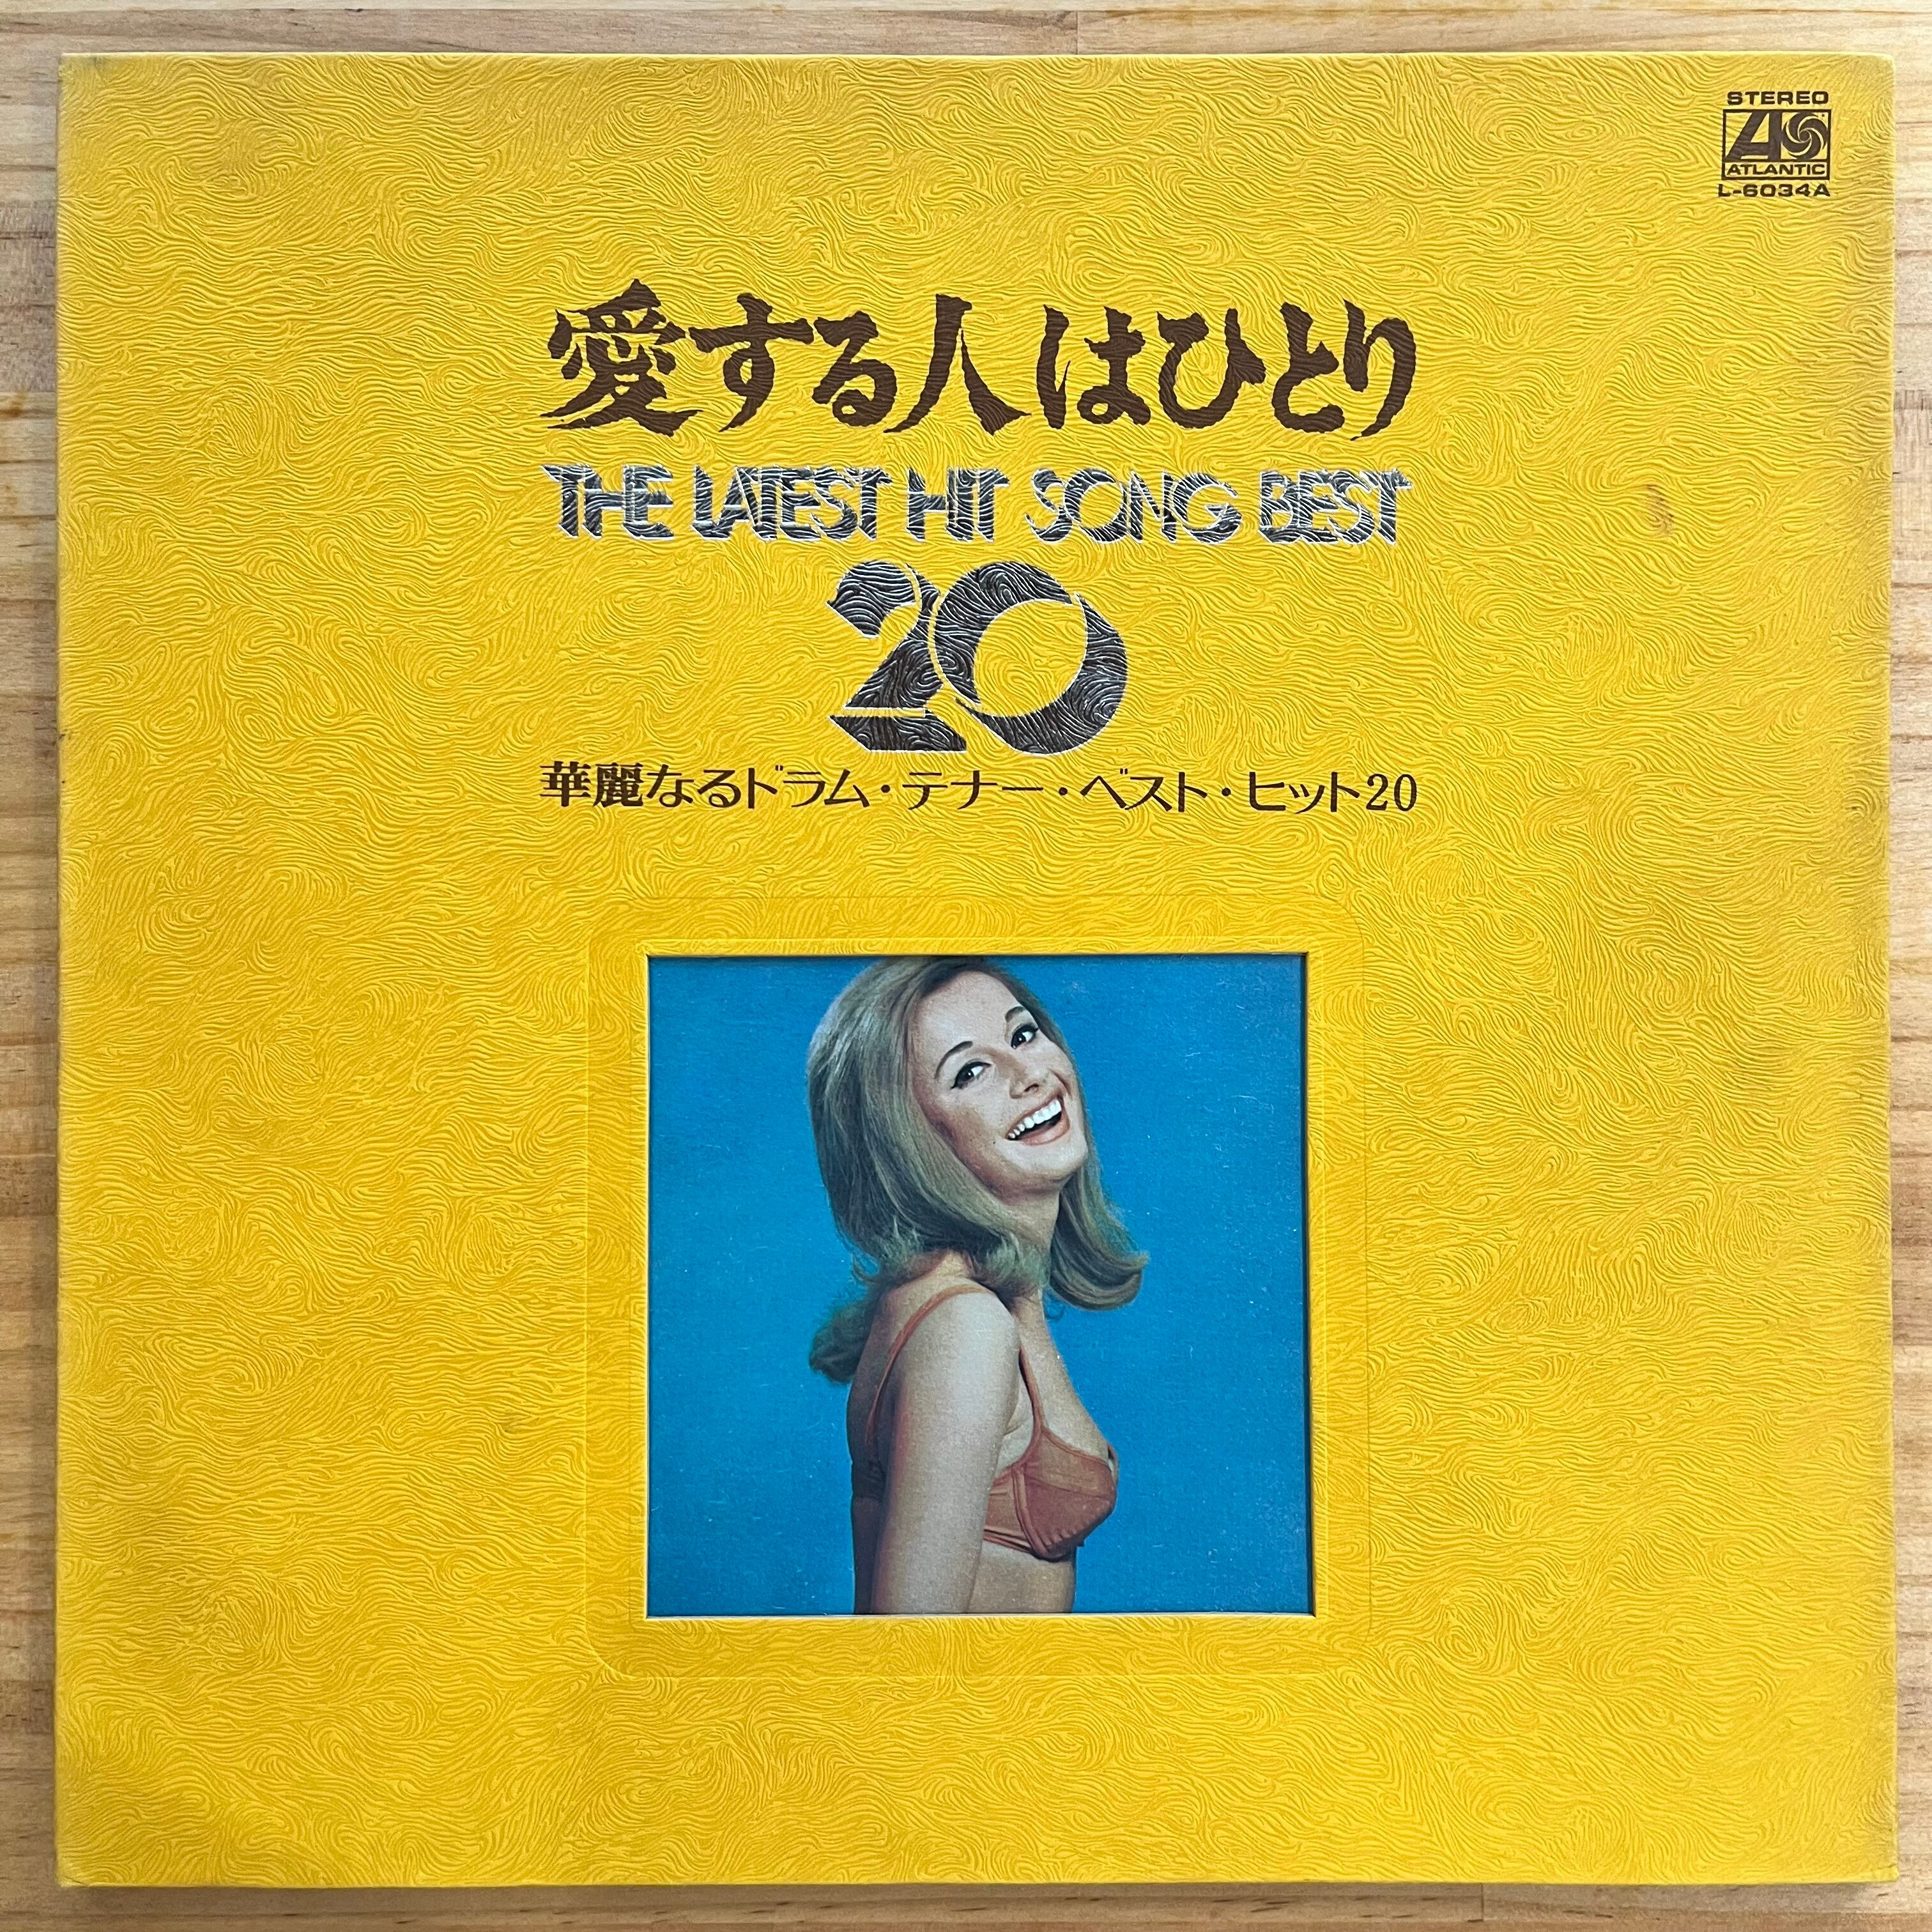 STEREO
ATLANTIC
L-6034A
愛する人はひとり
THE LATEST HIT SONG BEST
20
華麗なるドラム・テナー・ベスト・ヒット20